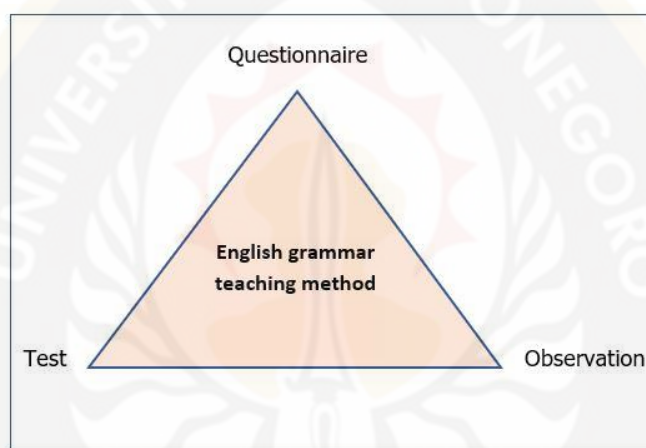 Questionnaire
English grammar
teaching method
Test
Observation